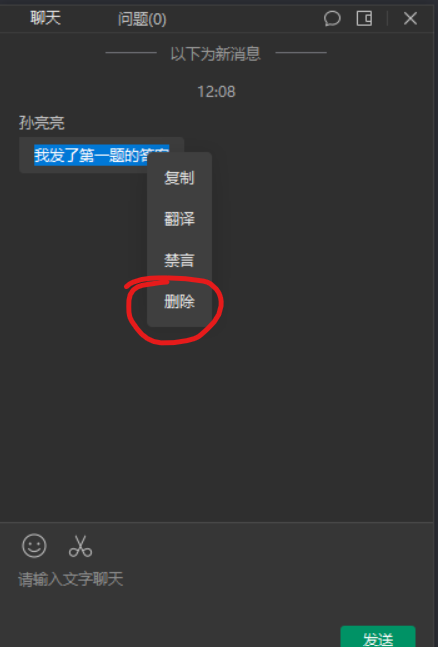 聊天
问题(0)
以下为新消息
12:08
孙亮亮
我发了第一题的答案
复制
翻译
禁言
删除
请输入文字聊天
发送